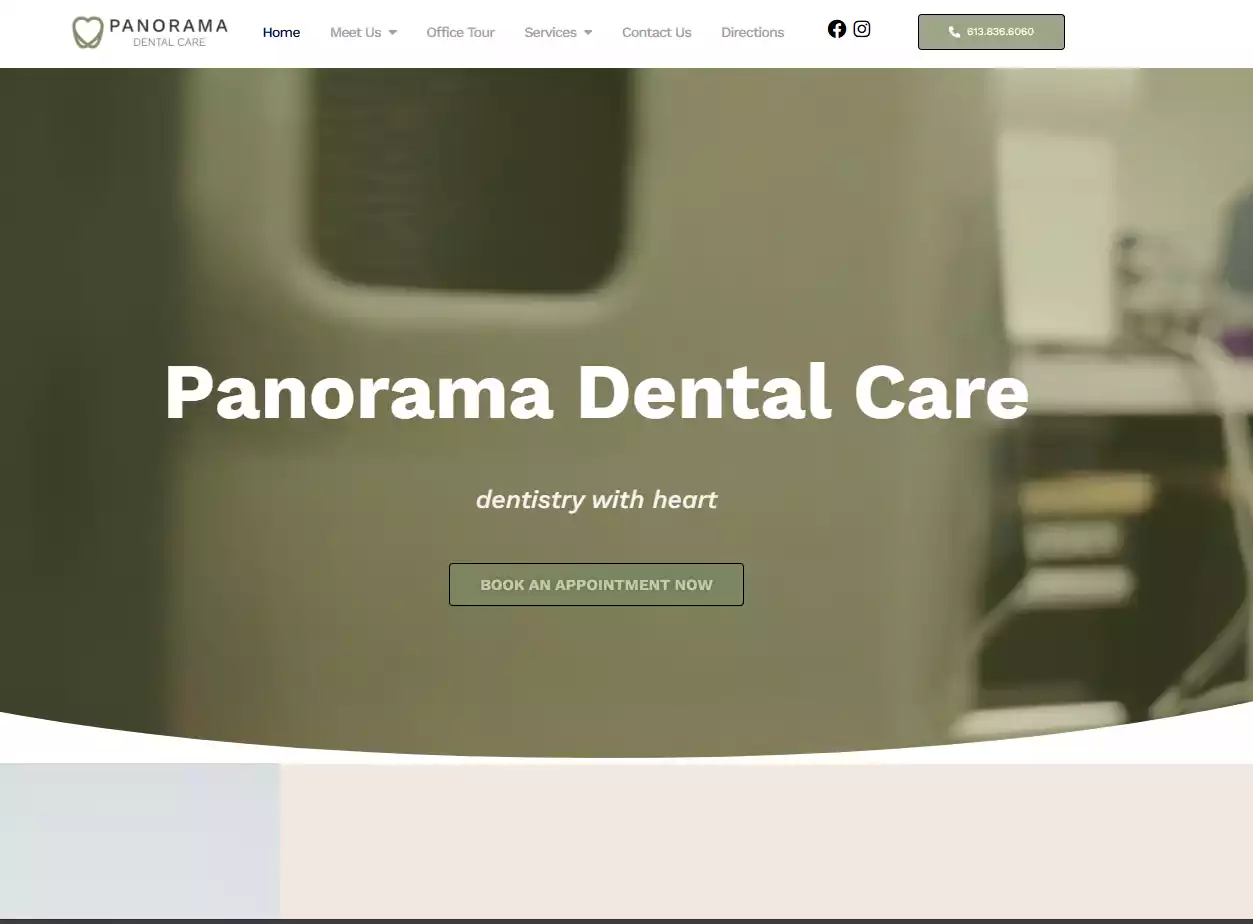 PANORAMA
DENTAL CARE
Home
Meet Us
Office Tour
Services
Contact Us
Directions
613.836.6060
Panorama Dental Care
dentistry with heart
BOOK AN APPOINTMENT NOW